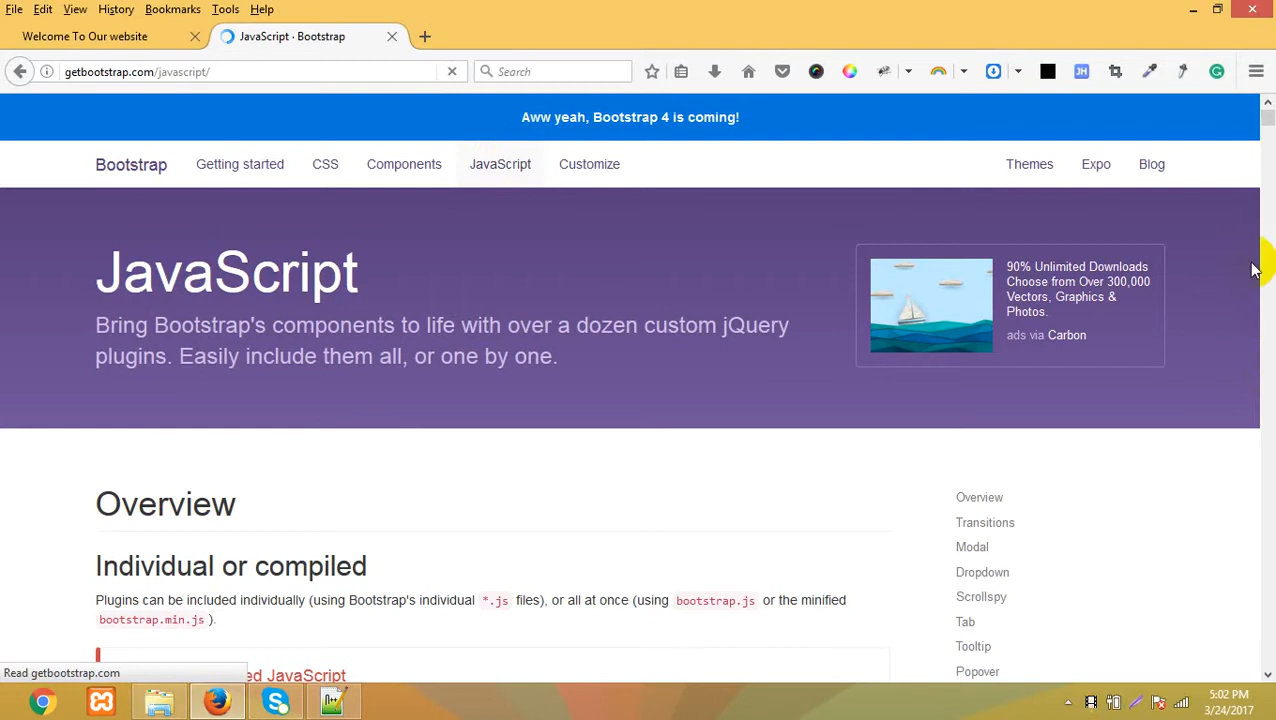 File Edit View History Bookmarks Tools Help
Welcome To Our website
JavaScript · Bootstrap
getbootstrap.com/javascript/
Search
JH
Aww yeah, Bootstrap 4 is coming!
Bootstrap Getting started CSS Components JavaScript Customize Themes Expo Blog
JavaScript
Bring Bootstrap's components to life with over a dozen custom jQuery
plugins. Easily include them all, or one by one.
90% Unlimited Downloads
Choose from Over 300,000
Vectors, Graphics &
Photos.
ads via Carbon
Overview
Individual or compiled
Plugins can be included individually (using Bootstrap's individual *.js files), or all at once (using bootstrap.js or the minified
bootstrap.min.js ).
ed JavaScript
Overview
Transitions
Modal
Dropdown
Scrollspy
Tab
Tooltip
Popover
Read getbootstrap.com
5:02 PM
3/24/2017